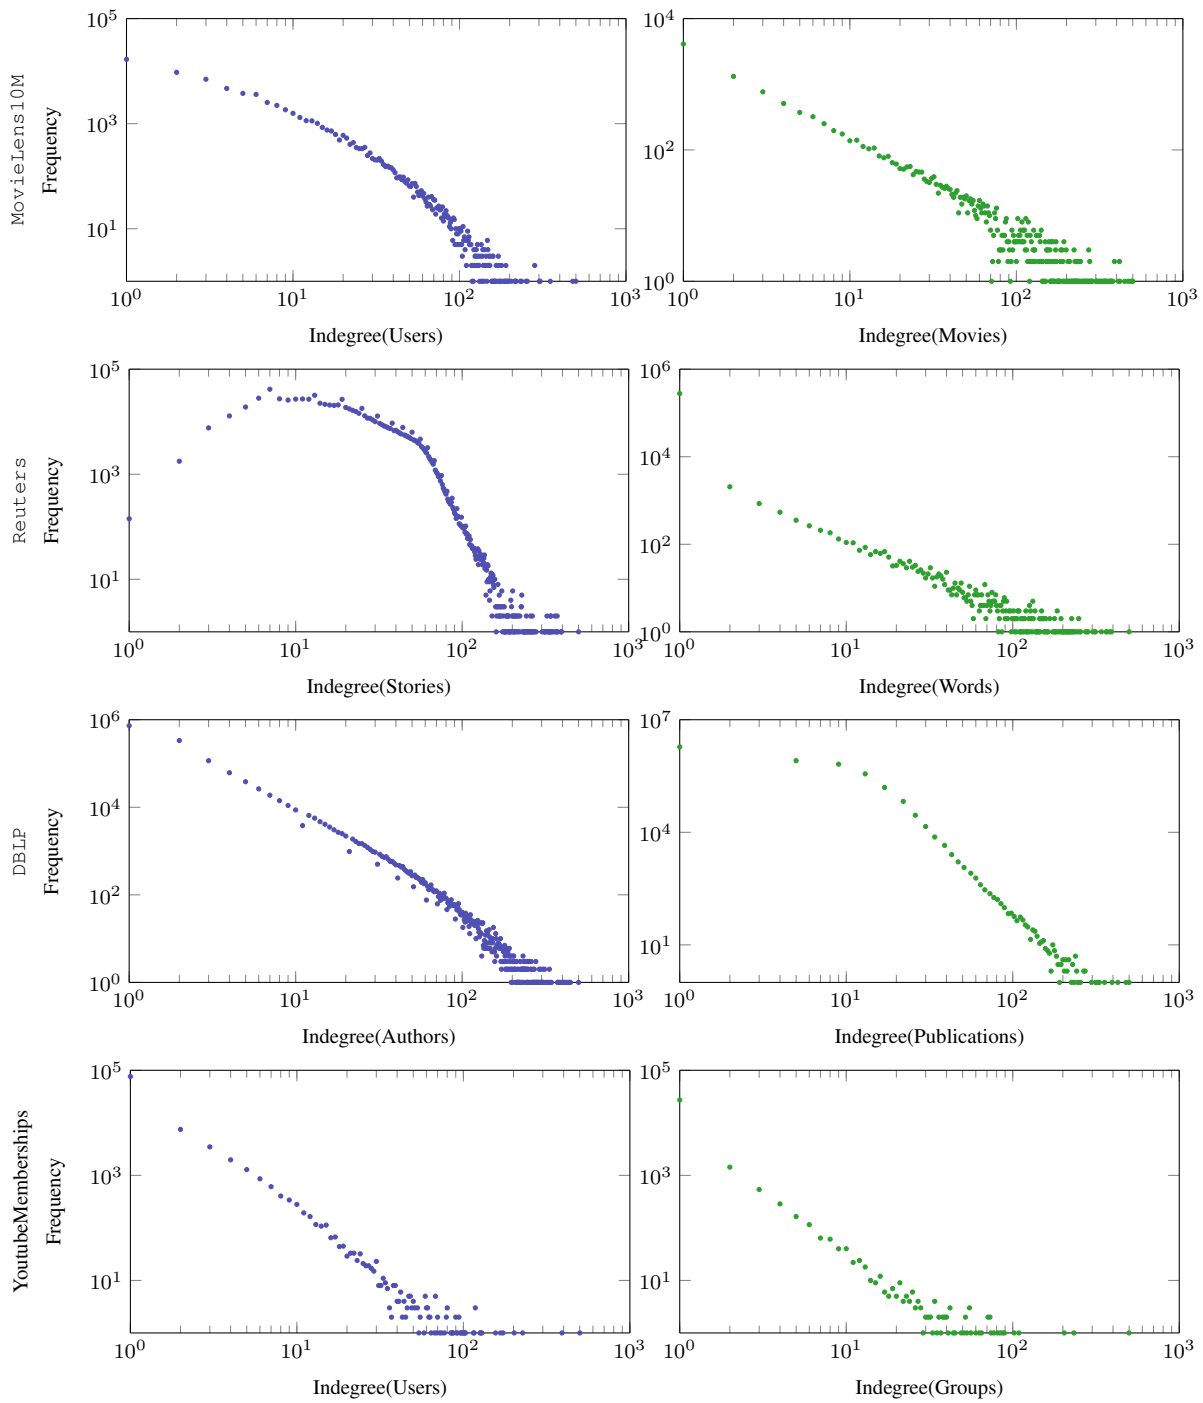 MovieLens10M
Frequency
10^5
10^3
10^1
10^0 10^1 10^2 10^3
Indegree(Users)
10^4
10^2
10^0
10^0 10^1 10^2 10^3
Indegree(Movies)
Reuters
Frequency
10^5
10^3
10^1
10^0 10^1 10^2 10^3
Indegree(Stories)
10^6
10^4
10^2
10^0
10^0 10^1 10^2 10^3
Indegree(Words)
DBLP
Frequency
10^6
10^4
10^2
10^0
10^0 10^1 10^2 10^3
Indegree(Authors)
10^7
10^4
10^1
10^0 10^1 10^2 10^3
Indegree(Publications)
YoutubeMemberships
Frequency
10^5
10^3
10^1
10^0 10^1 10^2 10^3
Indegree(Users)
10^5
10^3
10^1
10^0 10^1 10^2 10^3
Indegree(Groups)